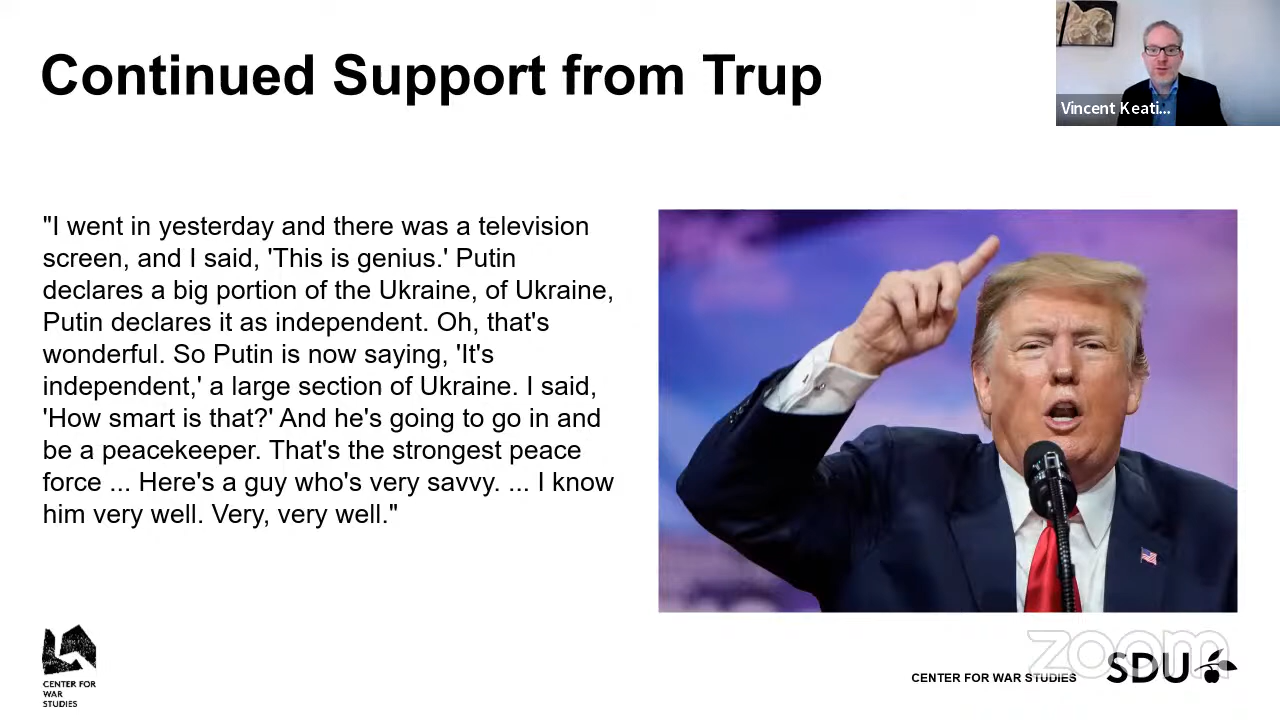 Continued Support from Trup
Vincent Keati...
"I went in yesterday and there was a television
screen, and I said, 'This is genius.' Putin
declares a big portion of the Ukraine, of Ukraine,
Putin declares it as independent. Oh, that's
wonderful. So Putin is now saying, 'It's
independent,' a large section of Ukraine. I said,
'How smart is that?' And he's going to go in and
be a peacekeeper. That's the strongest peace
force ... Here's a guy who's very savvy. ... I know
him very well. Very, very well."
CENTER FOR
WAR
STUDIES
zoom
CENTER FOR WAR STUDIES
SDU